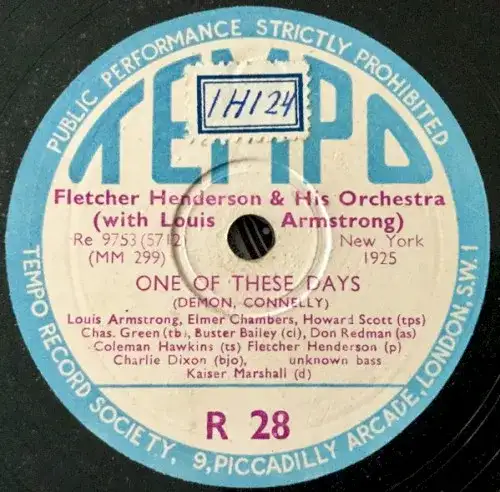 PUBLIC PERFORMANCE STRICTLY PROHIBITED
TEMPO
1H124
Fletcher Henderson & His Orchestra
(with Louis Armstrong)
Re 9753 (5712) New York
(MM 299) 1925
ONE OF THESE DAYS
(DEMON, CONNELLY)
Louis Armstrong, Elmer Chambers, Howard Scott (tps)
Chas. Green (tb), Buster Bailey (cl), Don Redman (as)
Coleman Hawkins (ts) Fletcher Henderson (p)
Charlie Dixon (bjo), unknown bass
Kaiser Marshall (d)
R 28
TEMPO RECORD SOCIETY, 9, PICCADILLY ARCADE, LONDON, S.W. 1